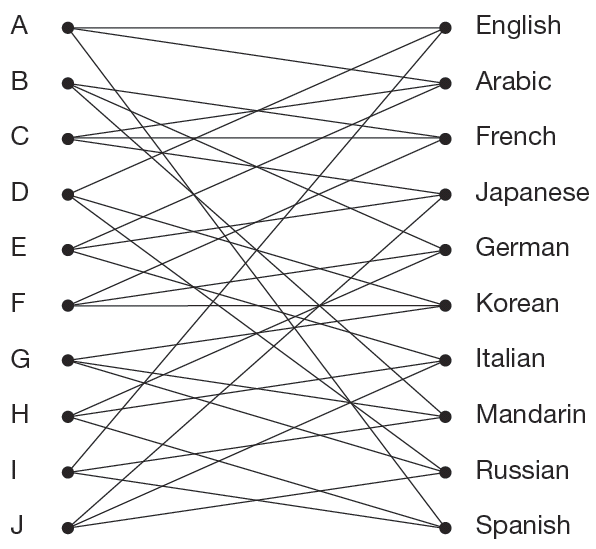 A English
B Arabic
C French
D Japanese
E German
F Korean
G Italian
H Mandarin
I Russian
J Spanish